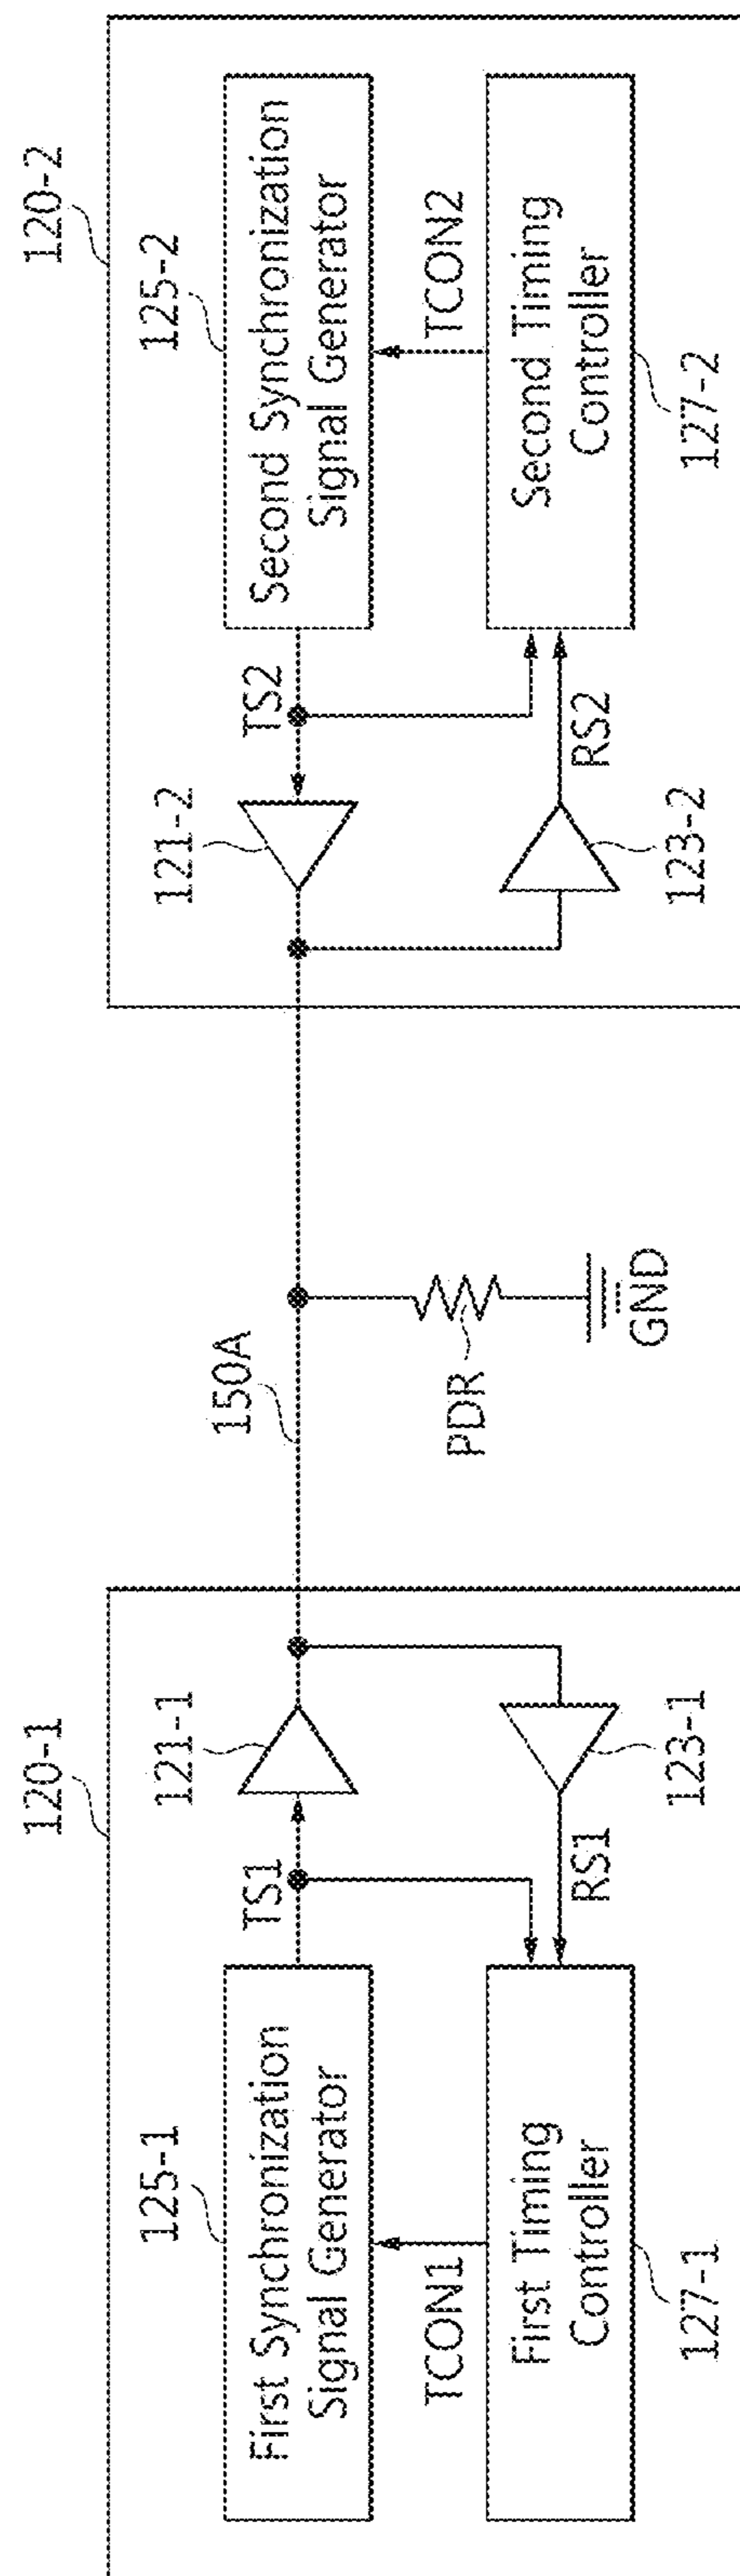 120-1
125-1
First Synchronization
Signal Generator
TS1
121-1
TCON1
First Timing
Controller
127-1
RS1
123-1
150A
PDR
GND
120-2
121-2
TS2
125-2
Second Synchronization
Signal Generator
TCON2
123-2
RS2
Second Timing
Controller
127-2